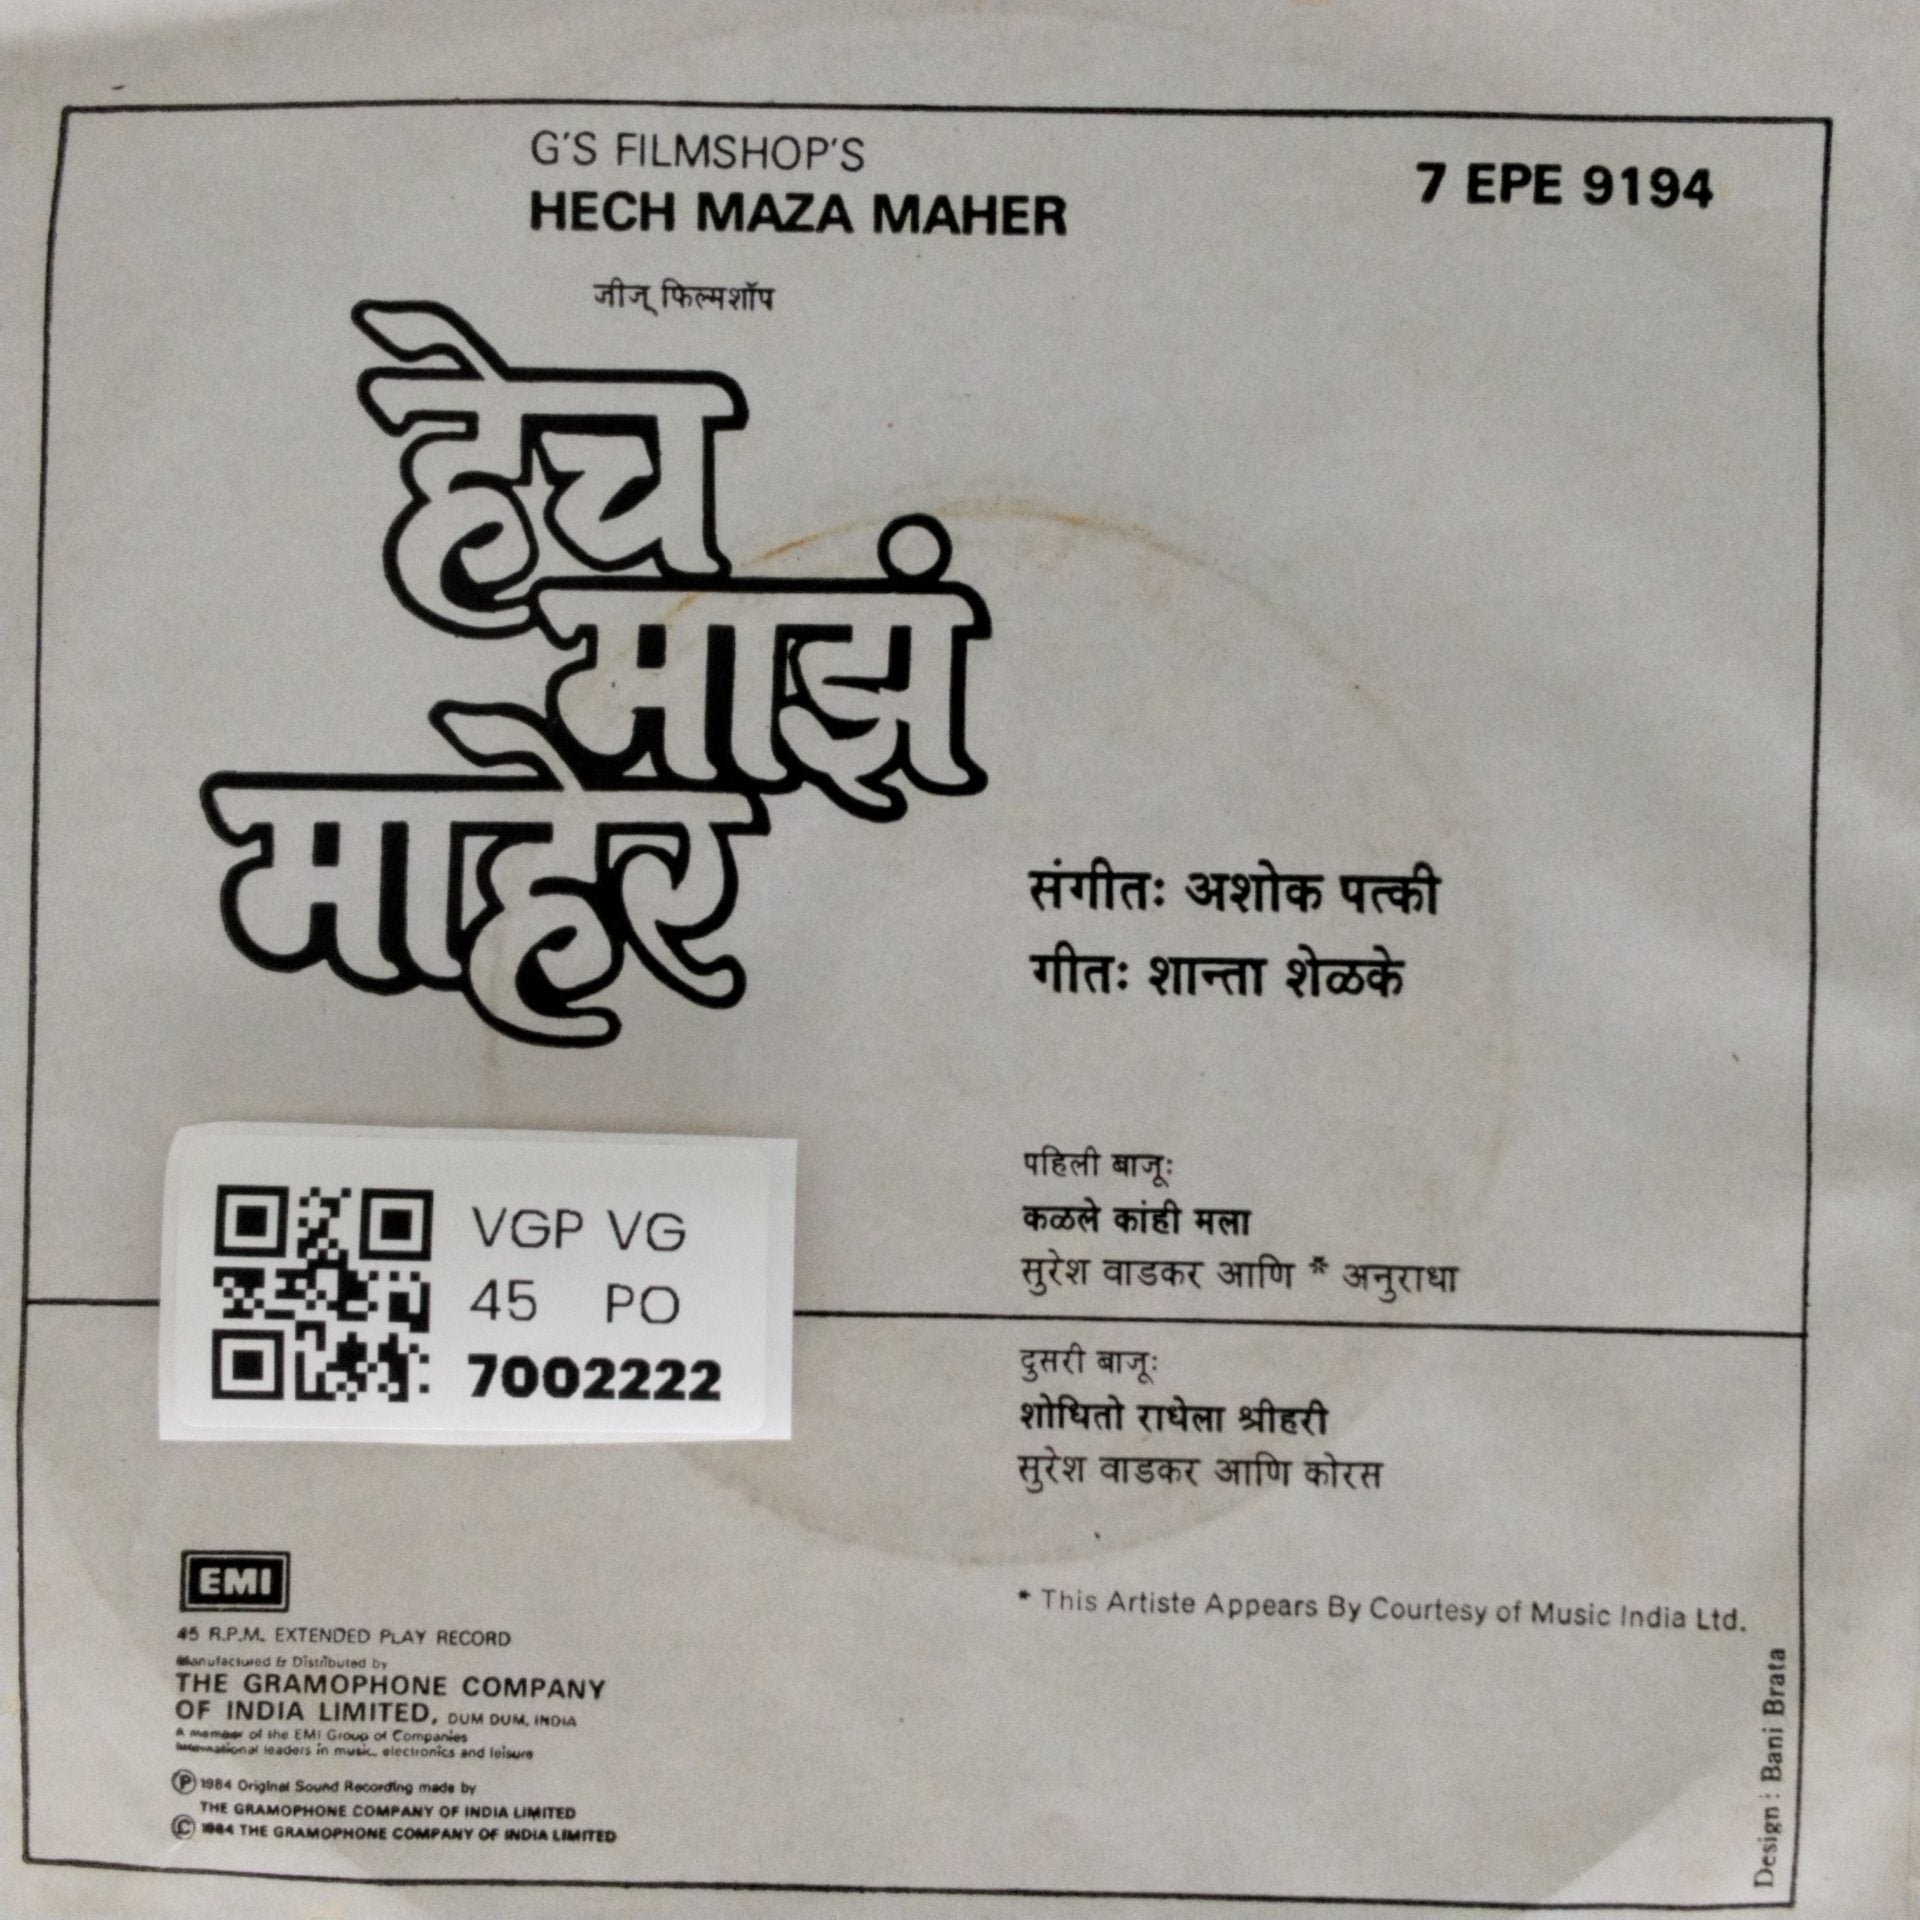 G'S FILMSHOP'S
HECH MAZA MAHER
7 EPE 9194
जीज् फिल्मशॉप
हेच
माझं
माहेर
संगीतः अशोक पत्की
गीतः शान्ता शेळके
पहिली बाजूः
कळले कांही मला
सुरेश वाडकर आणि * अनुराधा
VGP VG
45 PO
7002222
दुसरी बाजूः
शोधितो राधेला श्रीहरी
सुरेश वाडकर आणि कोरस
* This Artiste Appears By Courtesy of Music India Ltd.
EMI
45 R.P.M. EXTENDED PLAY RECORD
Manufactured & Distributed by
THE GRAMOPHONE COMPANY
OF INDIA LIMITED, DUM DUM, INDIA
A member of the EMI Group of Companies
International leaders in music, electronics and leisure
Ⓟ 1984 Original Sound Recording made by
THE GRAMOPHONE COMPANY OF INDIA LIMITED
© 1984 THE GRAMOPHONE COMPANY OF INDIA LIMITED
Design : Bani Brata